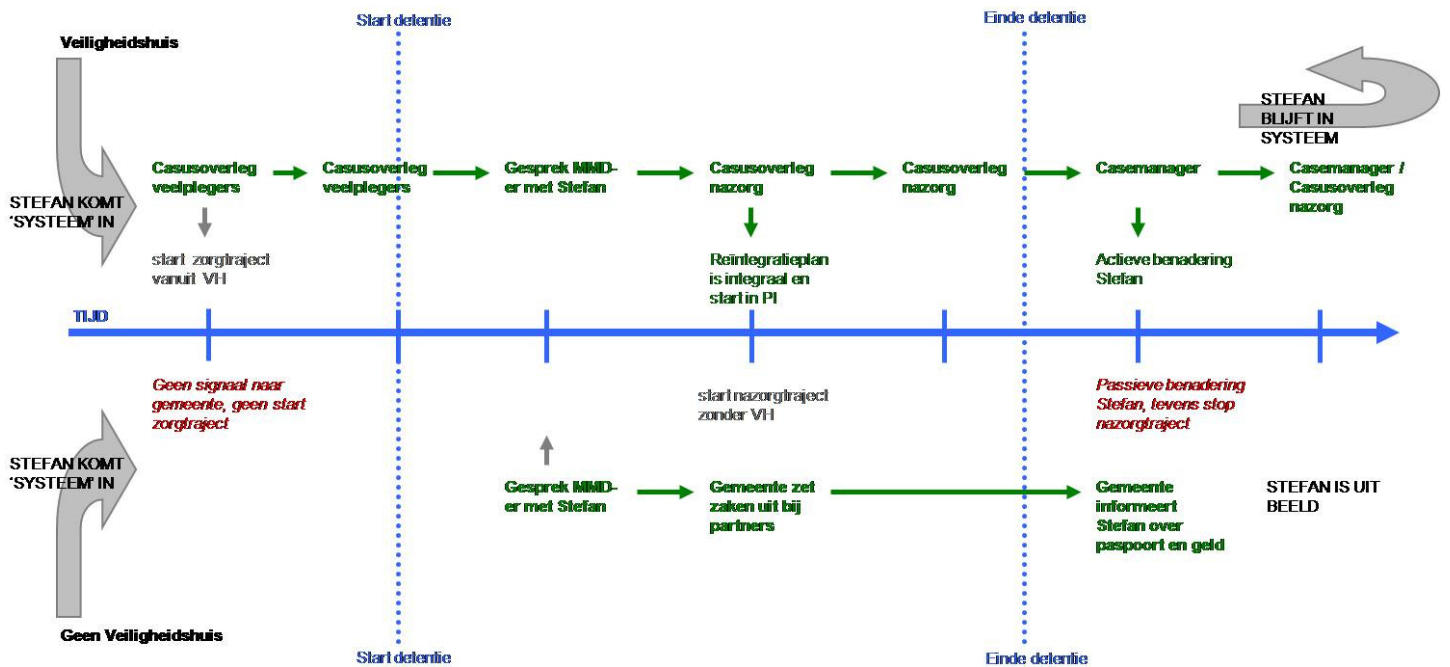 Start detentie
Einde detentie
Veiligheidshuis
STEFAN
BLIJFT IN
SYSTEEM
Casusoverleg
veelplegers
Casusoverleg
veelplegers
Gesprek MMD-
er met Stefan
Casusoverleg
nazorg
Casusoverleg
nazorg
Casemanager
Casemanager /
Casusoverleg
nazorg
STEFAN KOMT
‘SYSTEEM’ IN
start zorgtraject
vanuit VH
Reïntegratieplan
is integraal en
start in PI
Actieve benadering
Stefan
TIJD
Geen signaal naar
gemeente, geen start
zorgtraject
start nazorgtraject
zonder VH
Passieve benadering
Stefan, tevens stop
nazorgtraject
STEFAN KOMT
‘SYSTEEM’ IN
Gesprek MMD-
er met Stefan
Gemeente zet
zaken uit bij
partners
Gemeente
informeert
Stefan over
paspoort en geld
STEFAN IS UIT
BEELD
Geen Veiligheidshuis
Start detentie
Einde detentie